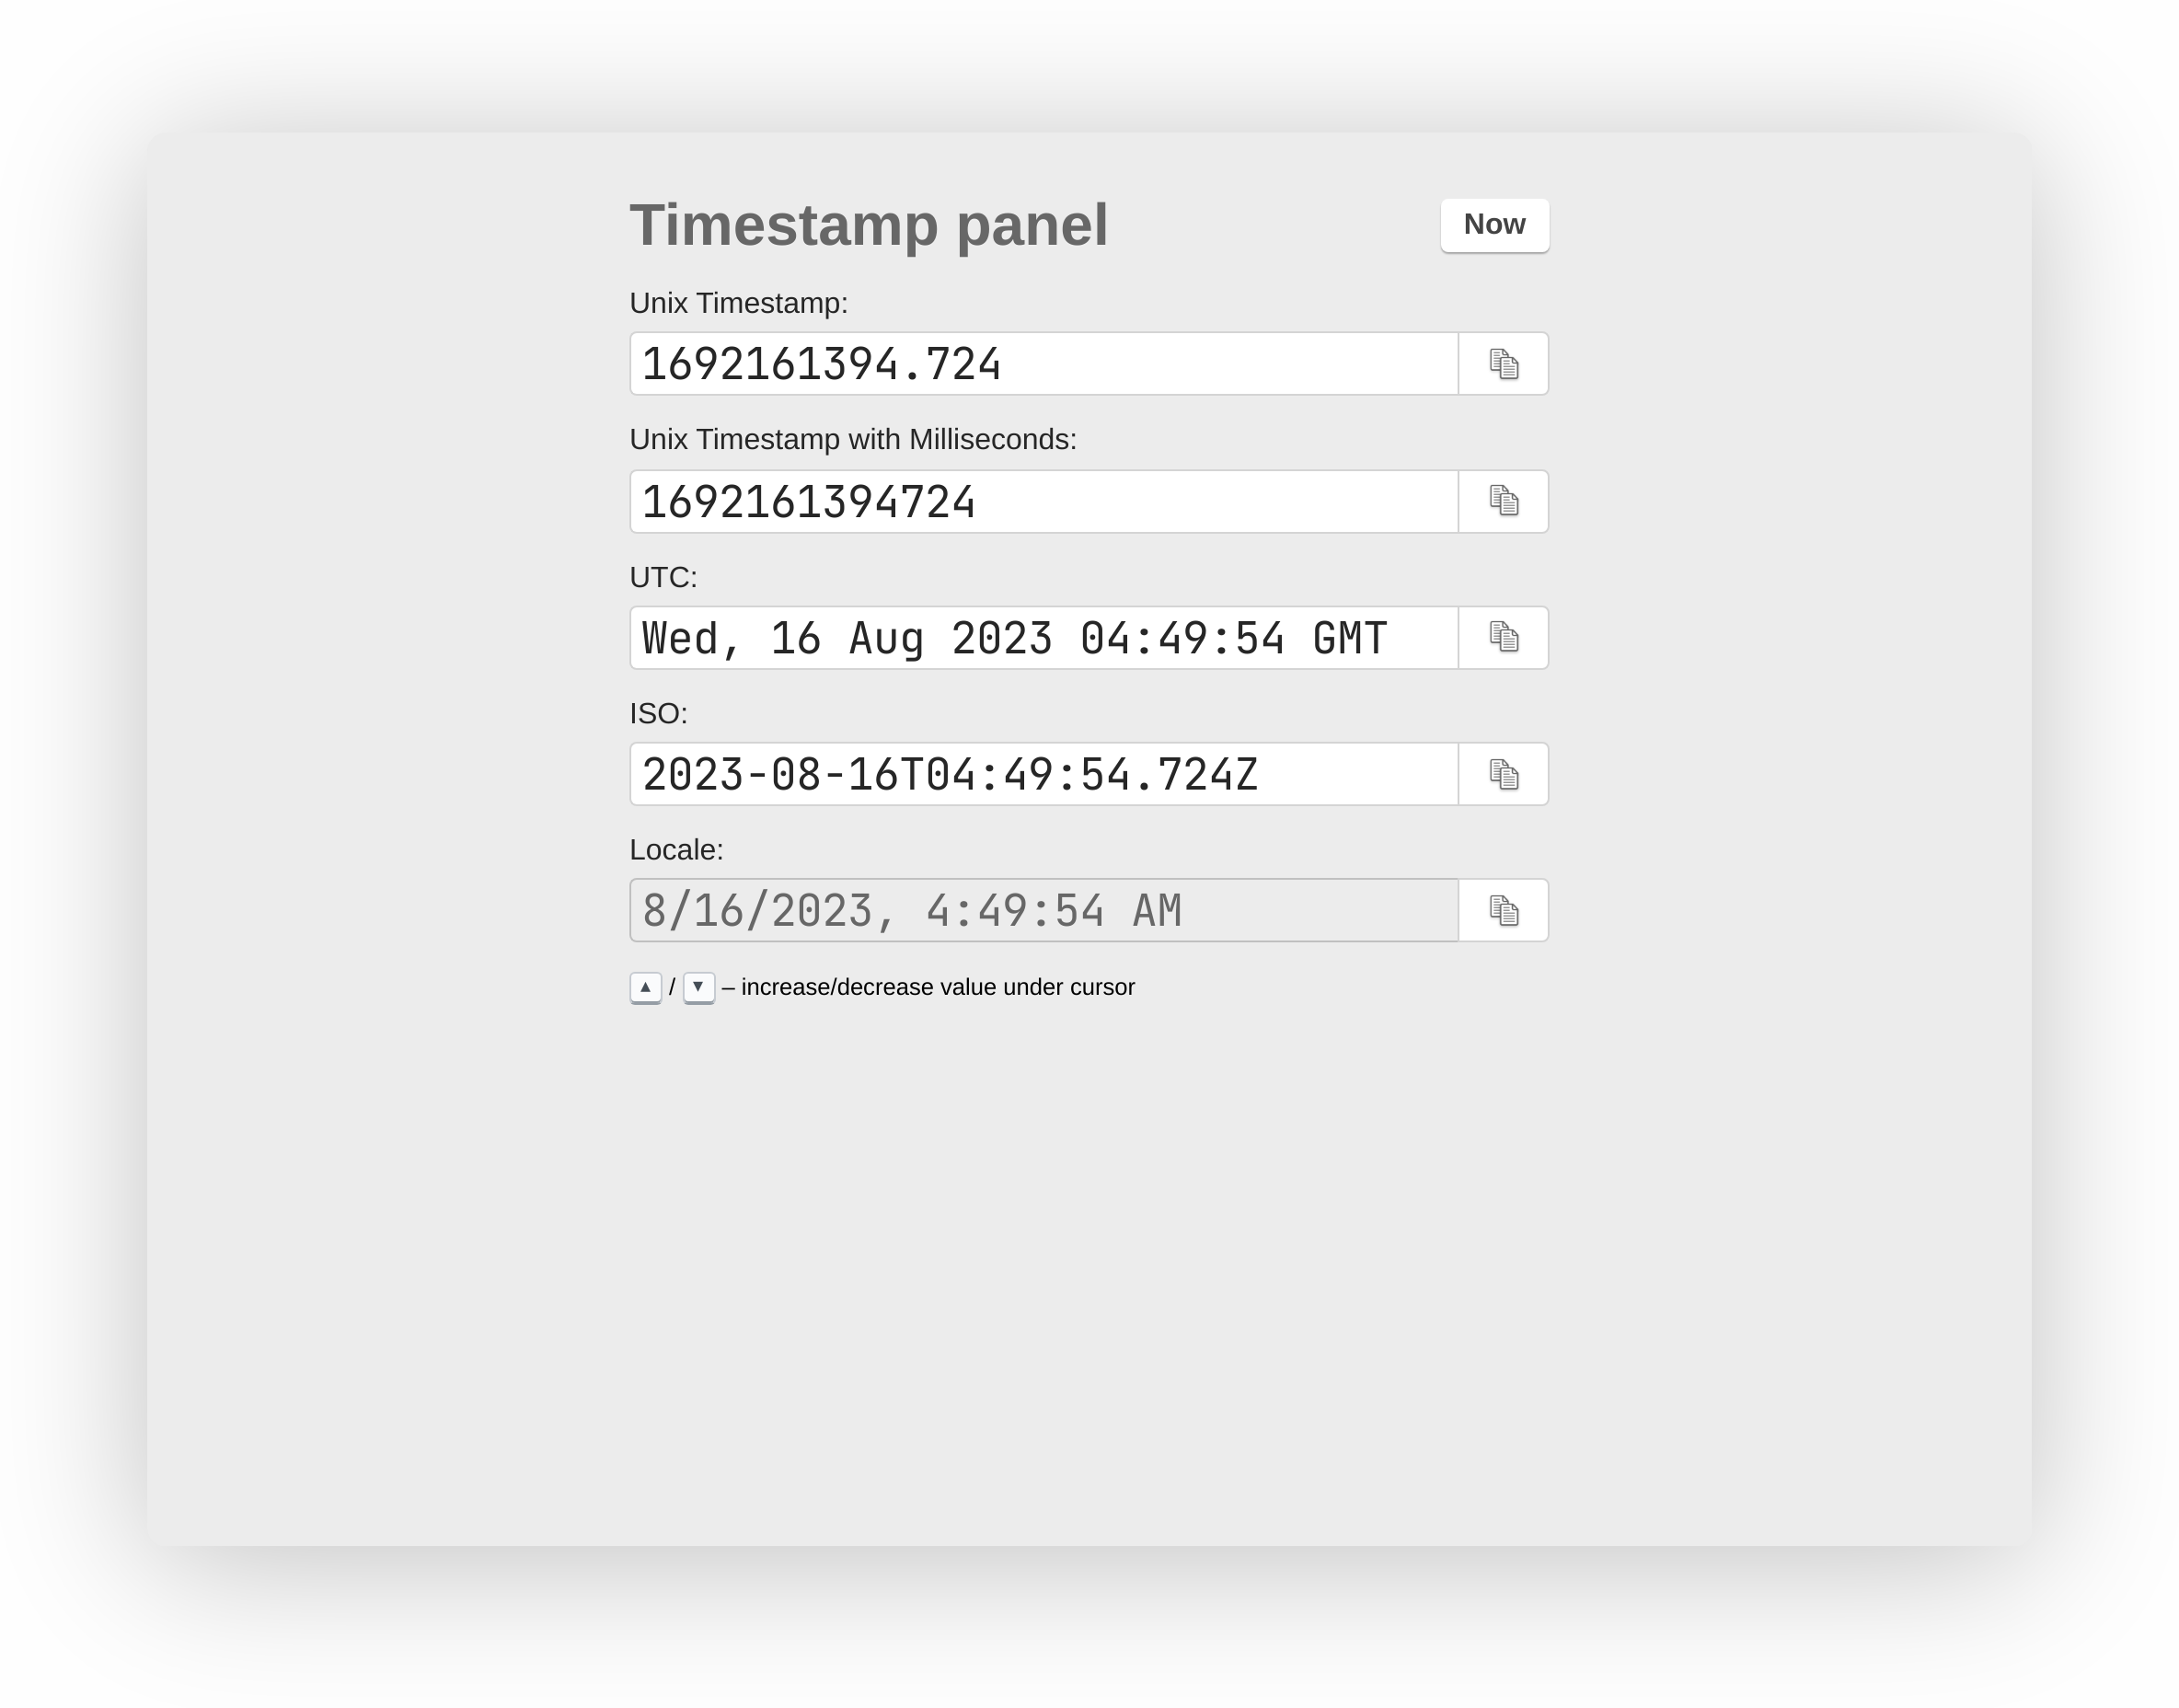 Timestamp panel
Now
Unix Timestamp:
1692161394.724
Unix Timestamp with Milliseconds:
1692161394724
UTC:
Wed, 16 Aug 2023 04:49:54 GMT
ISO:
2023-08-16T04:49:54.724Z
Locale:
8/16/2023, 4:49:54 AM
▲ / ▼ – increase/decrease value under cursor